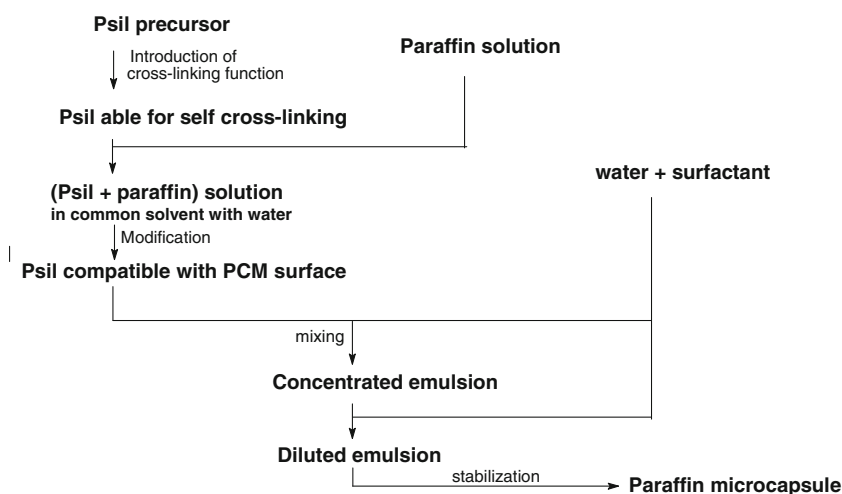 Psil precursor
Introduction of
cross-linking function
Paraffin solution
Psil able for self cross-linking
(Psil + paraffin) solution
in common solvent with water
water + surfactant
Modification
Psil compatible with PCM surface
mixing
Concentrated emulsion
Diluted emulsion
stabilization
Paraffin microcapsule